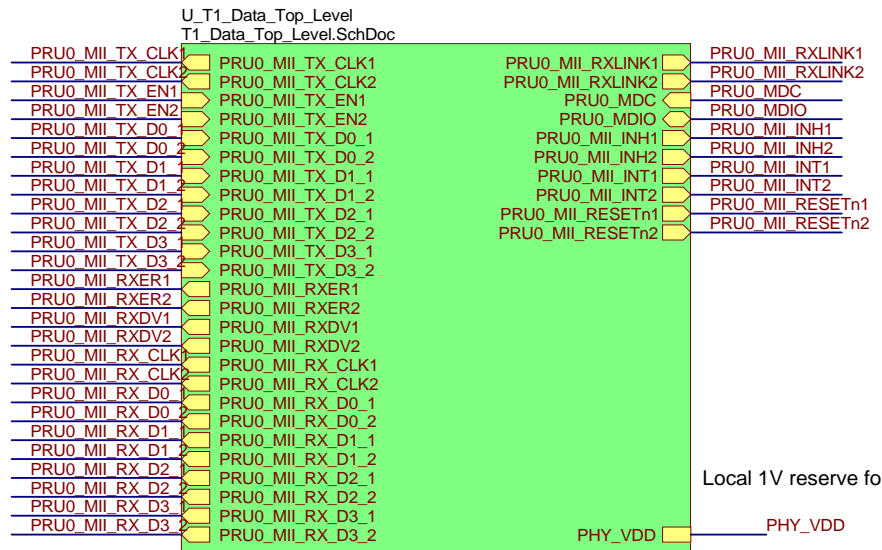 U_T1_Data_Top_Level
T1_Data_Top_Level.SchDoc
PRU0_MII_TX_CLK1
PRU0_MII_TX_CLK2
PRU0_MII_TX_EN1
PRU0_MII_TX_EN2
PRU0_MII_TX_D0_1
PRU0_MII_TX_D0_2
PRU0_MII_TX_D1_1
PRU0_MII_TX_D1_2
PRU0_MII_TX_D2_1
PRU0_MII_TX_D2_2
PRU0_MII_TX_D3_1
PRU0_MII_TX_D3_2
PRU0_MII_RXER1
PRU0_MII_RXER2
PRU0_MII_RXDV1
PRU0_MII_RXDV2
PRU0_MII_RX_CLK1
PRU0_MII_RX_CLK2
PRU0_MII_RX_D0_1
PRU0_MII_RX_D0_2
PRU0_MII_RX_D1_1
PRU0_MII_RX_D1_2
PRU0_MII_RX_D2_1
PRU0_MII_RX_D2_2
PRU0_MII_RX_D3_1
PRU0_MII_RX_D3_2
PRU0_MII_TX_CLK1
PRU0_MII_TX_CLK2
PRU0_MII_TX_EN1
PRU0_MII_TX_EN2
PRU0_MII_TX_D0_1
PRU0_MII_TX_D0_2
PRU0_MII_TX_D1_1
PRU0_MII_TX_D1_2
PRU0_MII_TX_D2_1
PRU0_MII_TX_D2_2
PRU0_MII_TX_D3_1
PRU0_MII_TX_D3_2
PRU0_MII_RXER1
PRU0_MII_RXER2
PRU0_MII_RXDV1
PRU0_MII_RXDV2
PRU0_MII_RX_CLK1
PRU0_MII_RX_CLK2
PRU0_MII_RX_D0_1
PRU0_MII_RX_D0_2
PRU0_MII_RX_D1_1
PRU0_MII_RX_D1_2
PRU0_MII_RX_D2_1
PRU0_MII_RX_D2_2
PRU0_MII_RX_D3_1
PRU0_MII_RX_D3_2
PRU0_MII_RXLINK1
PRU0_MII_RXLINK2
PRU0_MDC
PRU0_MDIO
PRU0_MII_INH1
PRU0_MII_INH2
PRU0_MII_INT1
PRU0_MII_INT2
PRU0_MII_RESETn1
PRU0_MII_RESETn2
PHY_VDD
PRU0_MII_RXLINK1
PRU0_MII_RXLINK2
PRU0_MDC
PRU0_MDIO
PRU0_MII_INH1
PRU0_MII_INH2
PRU0_MII_INT1
PRU0_MII_INT2
PRU0_MII_RESETn1
PRU0_MII_RESETn2
Local 1V reserve fo
PHY_VDD